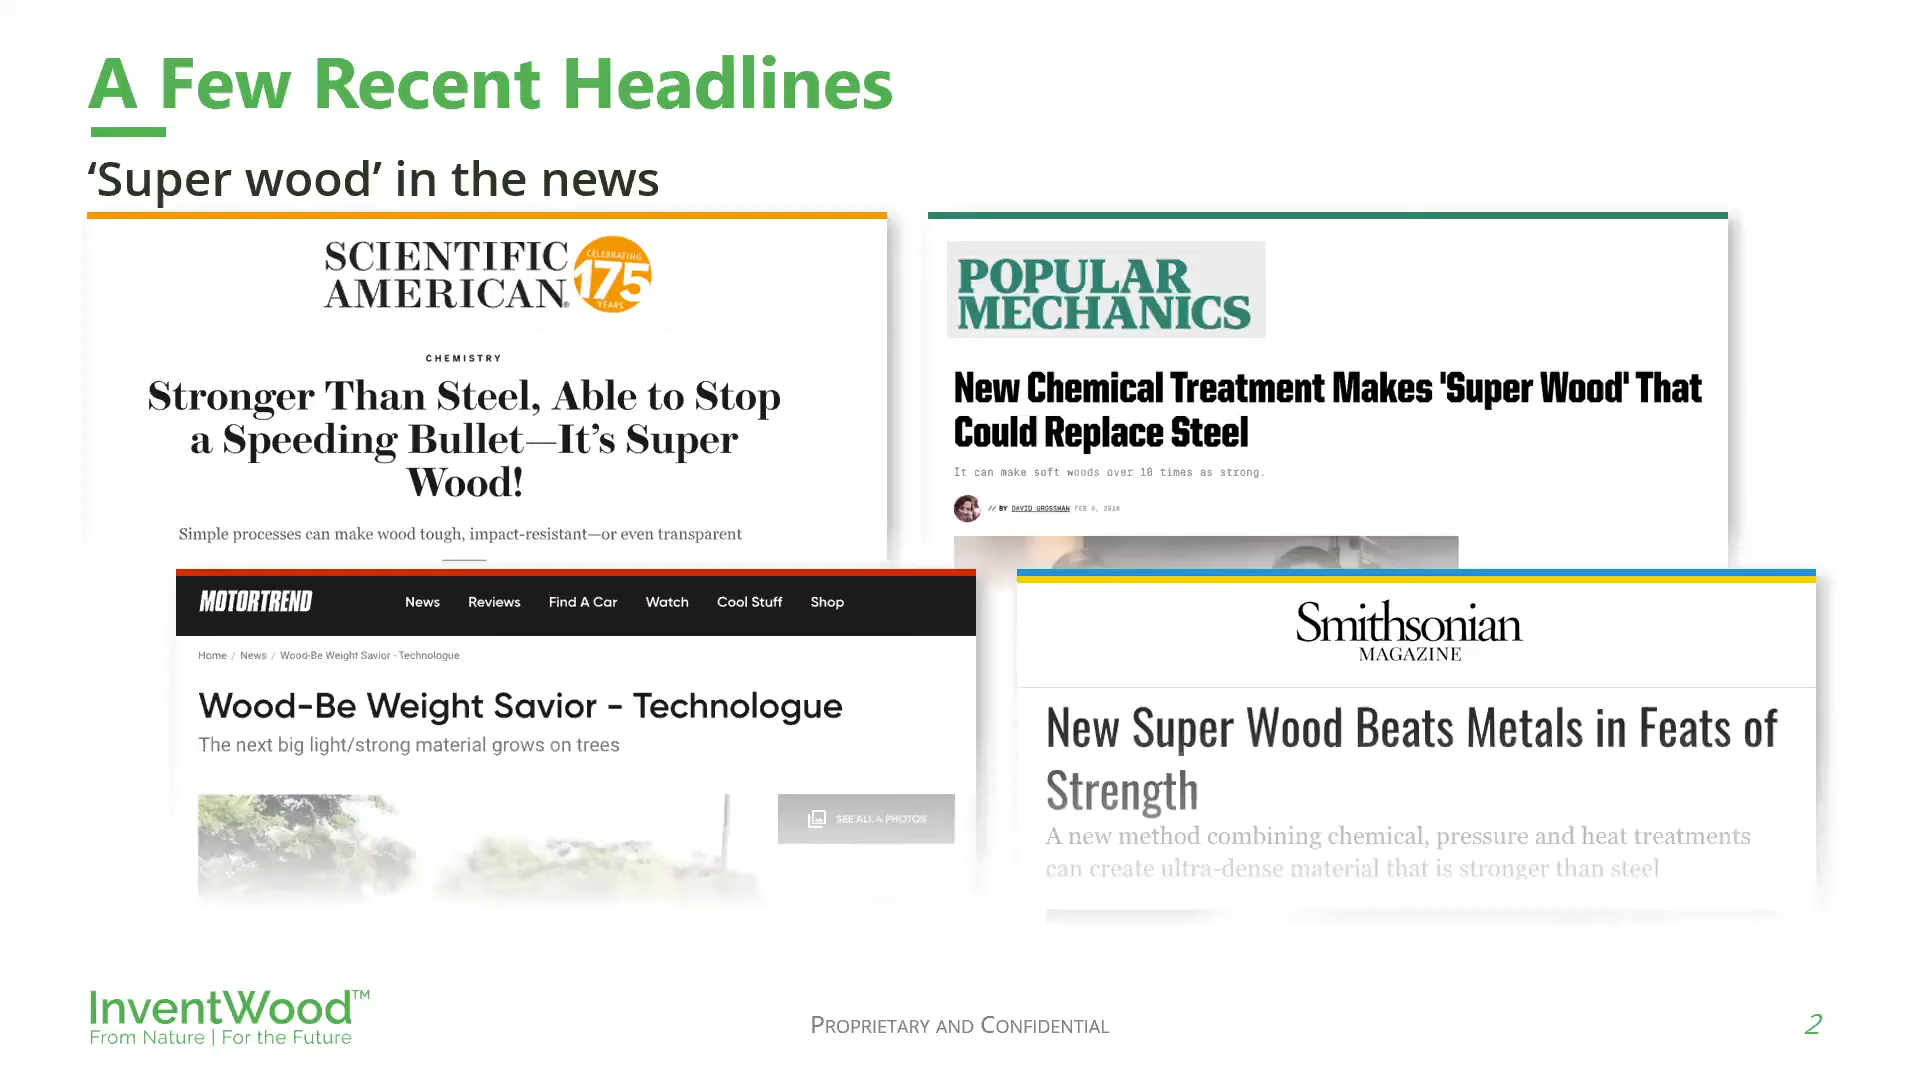 A Few Recent Headlines
‘Super wood’ in the news
SCIENTIFIC
AMERICAN®
CELEBRATING
175
YEARS
CHEMISTRY
Stronger Than Steel, Able to Stop
a Speeding Bullet—It’s Super
Wood!
Simple processes can make wood tough, impact-resistant—or even transparent
POPULAR
MECHANICS
New Chemical Treatment Makes 'Super Wood' That
Could Replace Steel
It can make soft woods over 10 times as strong.
// BY DAVID GROSSMAN FEB 8, 2018
MOTORTREND
News Reviews Find A Car Watch Cool Stuff Shop
Home / News / Wood-Be Weight Savior - Technologue
Wood-Be Weight Savior – Technologue
The next big light/strong material grows on trees
SEE ALL 4 PHOTOS
Smithsonian
MAGAZINE
New Super Wood Beats Metals in Feats of
Strength
A new method combining chemical, pressure and heat treatments
can create ultra-dense material that is stronger than steel
InventWood™
From Nature | For the Future
PROPRIETARY AND CONFIDENTIAL
2